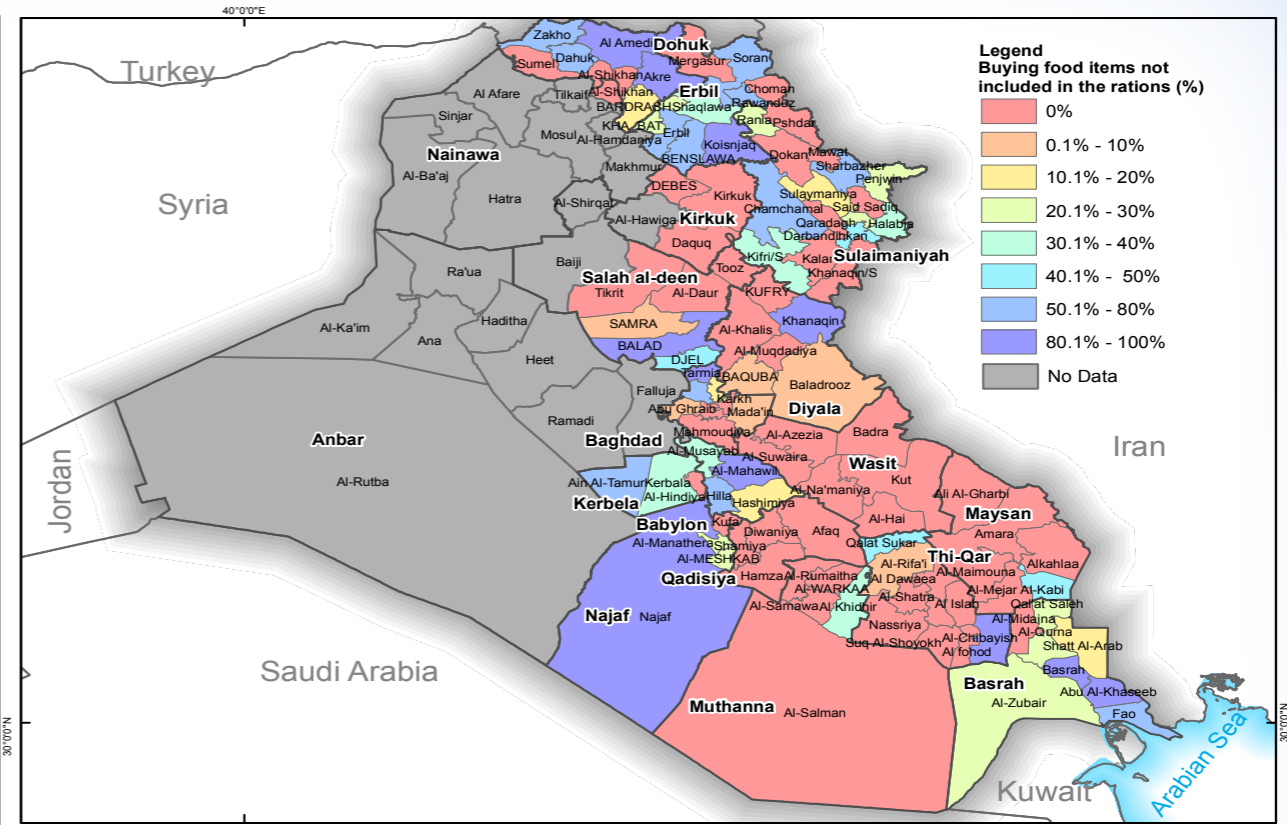 40°0'0"E
Legend
Buying food items not
included in the rations (%)
0%
0.1% - 10%
10.1% - 20%
20.1% - 30%
30.1% - 40%
40.1% - 50%
50.1% - 80%
80.1% - 100%
No Data
Turkey
Syria
Jordan
Saudi Arabia
Kuwait
Iran
Arabian Sea
30°0'0"N
30°0'0"N
Zakho
Al Amedi
Dohuk
Sumel
Dahuk
Mergasur
Soran
Al-Shikhan
Akre
Al-Shikhan
Erbil
Choman
Rawanduz
Al Afare
Tilkaif
BARDRASH
Shaqlawa
Rania
Pshdar
Sinjar
Mosul
KHA_BAT
Al-Hamdaniya
Erbil
Koisnjaq
Nainawa
BENSLAWA
Dokan
Mawat
Sharbazher
Makhmur
Penjwin
Al-Ba'aj
DEBES
Sulaymaniya
Hatra
Al-Shirqat
Kirkuk
Chamchamal
Said Sadiq
Al-Hawiga
Kirkuk
Qaradagh
Halabja
Daquq
Darbandihkan
Kifri/S
Kalar
Sulaimaniyah
Baiji
Tooz
Khanaqin/S
Ra'ua
Salah al-deen
Tikrit
Al-Daur
KUFRY
Al-Ka'im
Haditha
SAMRA
Al-Khalis
Khanaqin
Ana
BALAD
Al-Muqdadiya
Heet
DJEL
Tarmia
BAQUBA
Baladrooz
Falluja
Karkh
Abu Ghraib
Mada'in
Diyala
Ramadi
Mahmoudiya
Al-Azezia
Badra
Anbar
Baghdad
Al-Musayab
Al-Suwaira
Wasit
Al-Rutba
Al-Mahawil
Kut
Ain Al-Tamur
Kerbala
Al-Na'maniya
Ali Al-Gharbi
Al-Hindiya
Hilla
Hashimiya
Kerbela
Al-Hai
Maysan
Babylon
Kufa
Diwaniya
Afaq
Amara
Al-Manathera
Shamiya
Qalat Sukar
Thi-Qar
Al-MESHKAB
Al-Rifa'i
Alkahlaa
Qadisiya
Hamza
Al-Rumaitha
Al Dawaea
Al-Maimouna
Al-WARKAA
Al-Shatra
Al-Mejar
Al-Kabi
Al-Samawa
Al Khidhir
Al Islah
Qal'at Saleh
Najaf
Najaf
Nassriya
Al-Midaina
Al-Chibayish
Al-Qurna
Suq Al-Shoyokh
Al fohod
Shatt Al-Arab
Basrah
Basrah
Muthanna
Al-Salman
Al-Zubair
Abu Al-Khaseeb
Fao